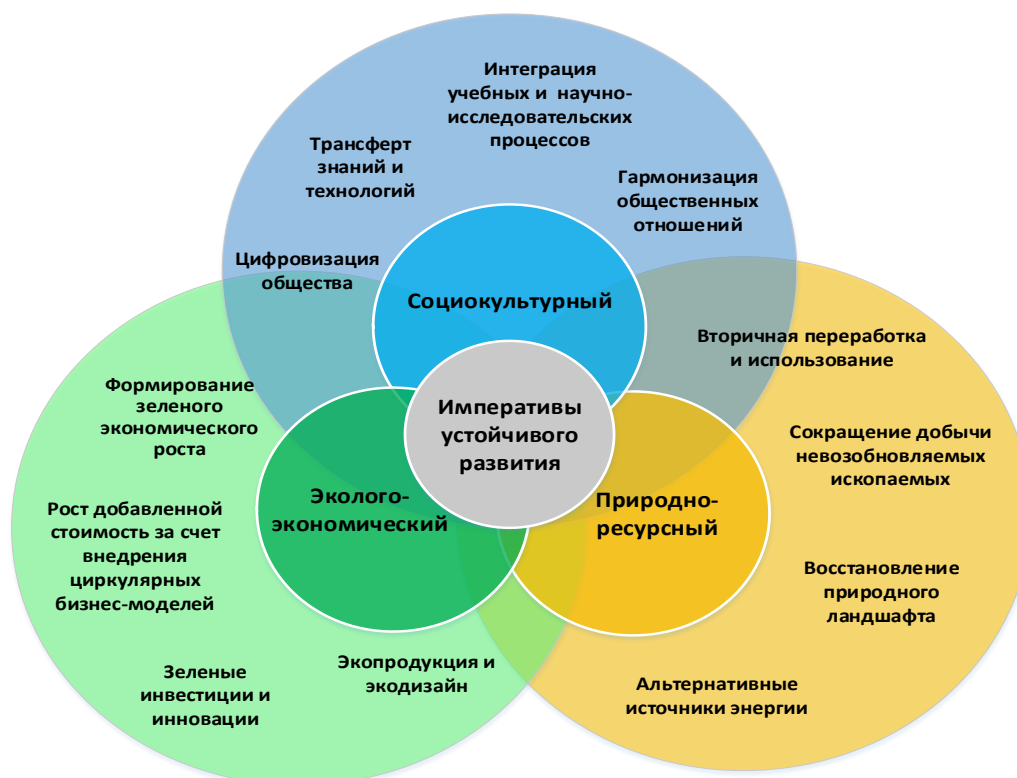 Интеграция
учебных и научно-
исследовательских
процессов
Трансферт
знаний и
технологий
Гармонизация
общественных
отношений
Цифровизация
общества
Социокультурный
Вторичная переработка
и использование
Формирование
зеленого
экономического
роста
Императивы
устойчивого
развития
Сокращение добычи
невозобновляемых
ископаемых
Эколого-
экономический
Природно-
ресурсный
Рост добавленной
стоимость за счет
внедрения
циркулярных
бизнес-моделей
Восстановление
природного
ландшафта
Зеленые
инвестиции и
инновации
Экопродукция и
экодизайн
Альтернативные
источники энергии